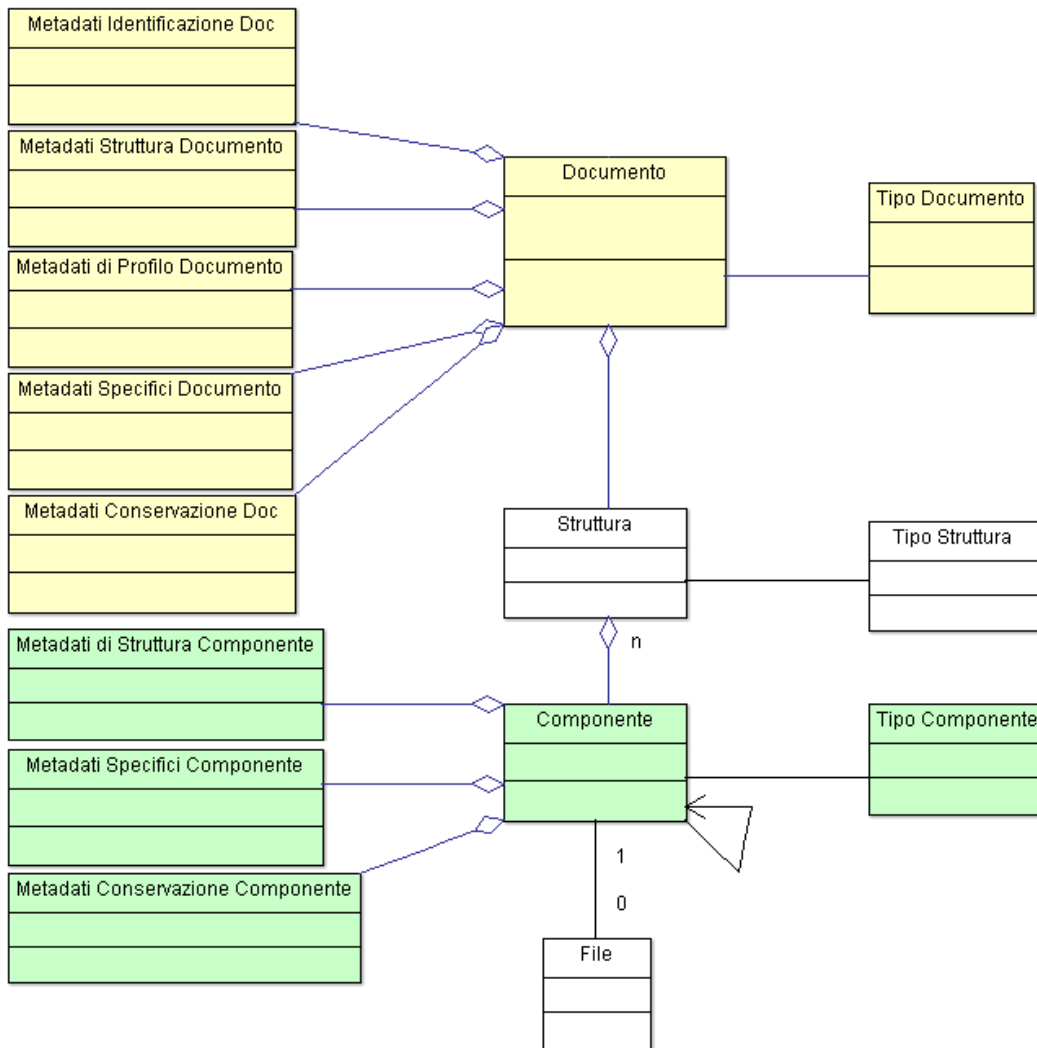 Metadati Identificazione Doc
Metadati Struttura Documento
Documento
Tipo Documento
Metadati di Profilo Documento
Metadati Specifici Documento
Metadati Conservazione Doc
Struttura
Tipo Struttura
n
Metadati di Struttura Componente
Componente
Tipo Componente
Metadati Specifici Componente
1
Metadati Conservazione Componente
0
File